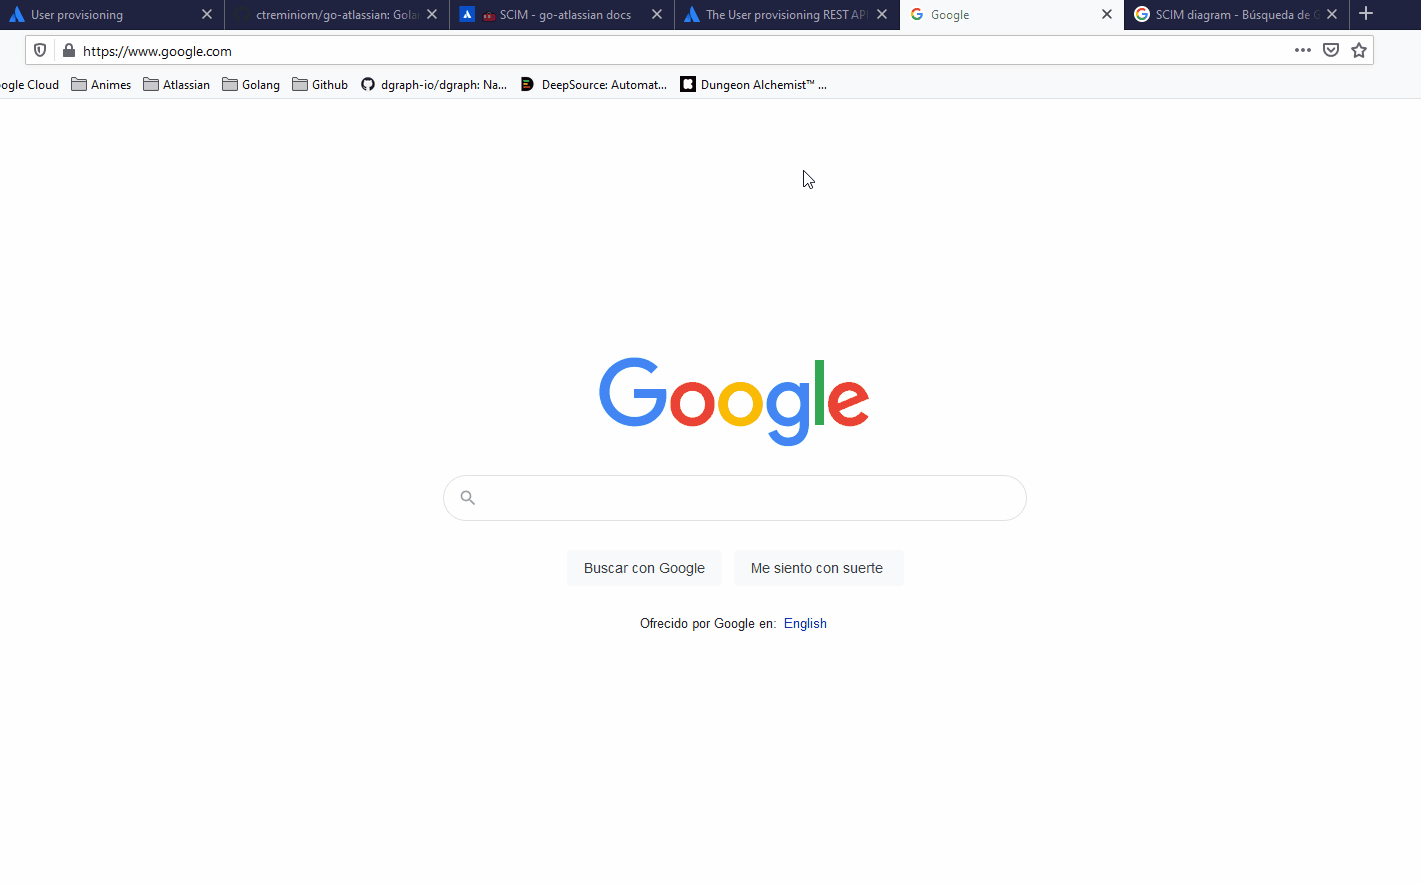 User provisioning
ctreminiom/go-atlassian: Gola
SCIM - go-atlassian docs
The User provisioning REST API
Google
SCIM diagram - Búsqueda de G
https://www.google.com
ogle Cloud
Animes
Atlassian
Golang
Github
dgraph-io/dgraph: Na...
DeepSource: Automat...
Dungeon Alchemist™ ...
Google
Buscar con Google
Me siento con suerte
Ofrecido por Google en: English